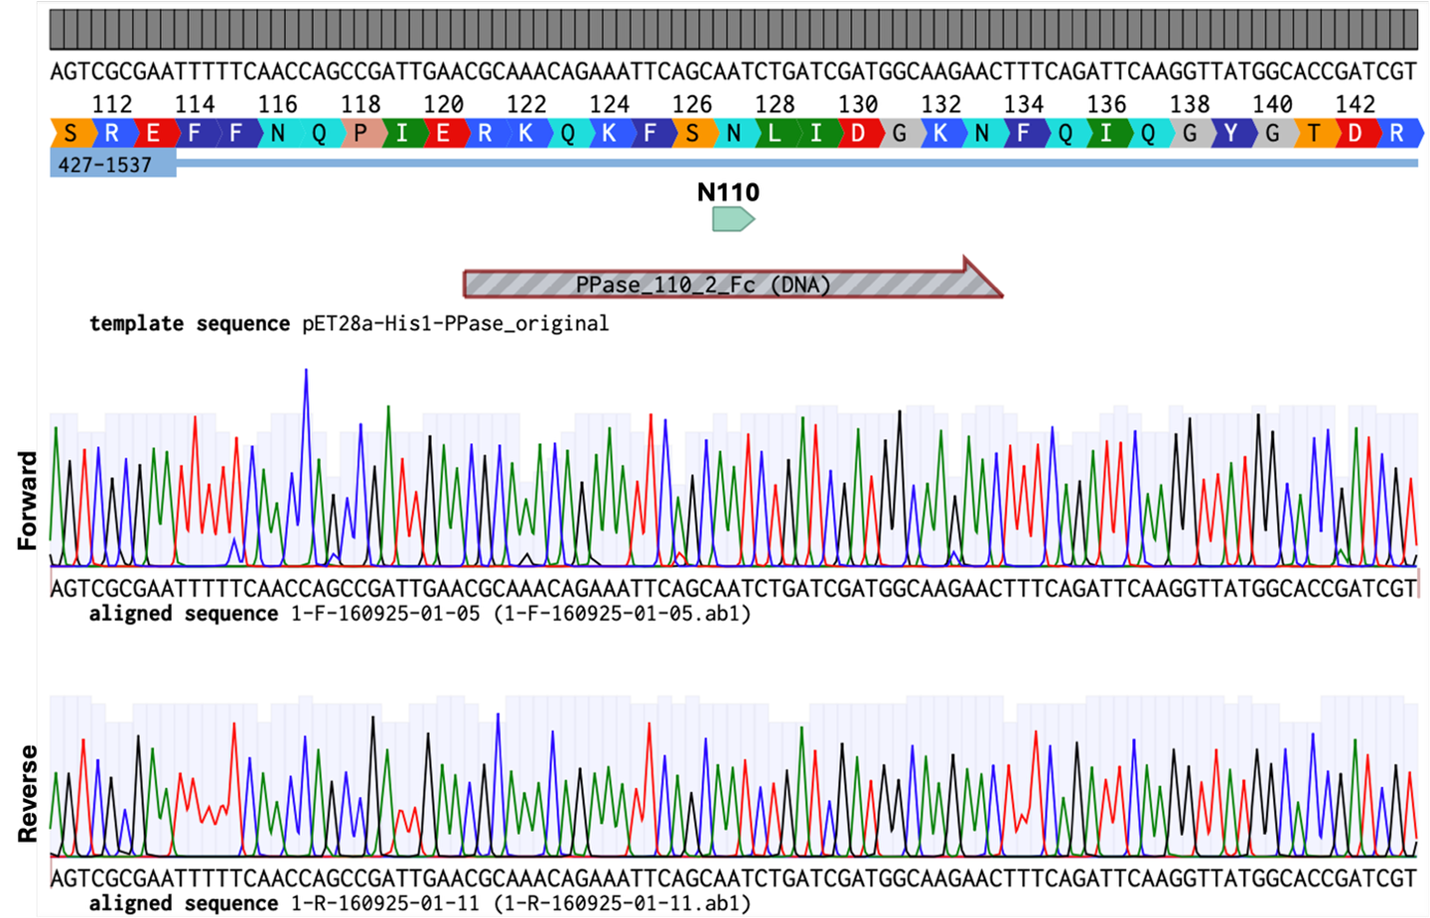 AGTCGCGAATTTTTCAACCAGCCGATTGAACGCAAACAGAAATTCAGCAATCTGATCGATGGCAAGAACTTTCAGATTCAAGGTTATGGCACCGATCGT
112 114 116 118 120 122 124 126 128 130 132 134 136 138 140 142
S R E F F N Q P I E R K Q K F S N L I D G K N F Q I Q G Y G T D R
427-1537
N110
PPase_110_2_Fc (DNA)
template sequence pET28a-His1-PPase_original
Forward
AGTCGCGAATTTTTCAACCAGCCGATTGAACGCAAACAGAAATTCAGCAATCTGATCGATGGCAAGAACTTTCAGATTCAAGGTTATGGCACCGATCGT
aligned sequence 1-F-160925-01-05 (1-F-160925-01-05.ab1)
Reverse
AGTCGCGAATTTTTCAACCAGCCGATTGAACGCAAACAGAAATTCAGCAATCTGATCGATGGCAAGAACTTTCAGATTCAAGGTTATGGCACCGATCGT
aligned sequence 1-R-160925-01-11 (1-R-160925-01-11.ab1)